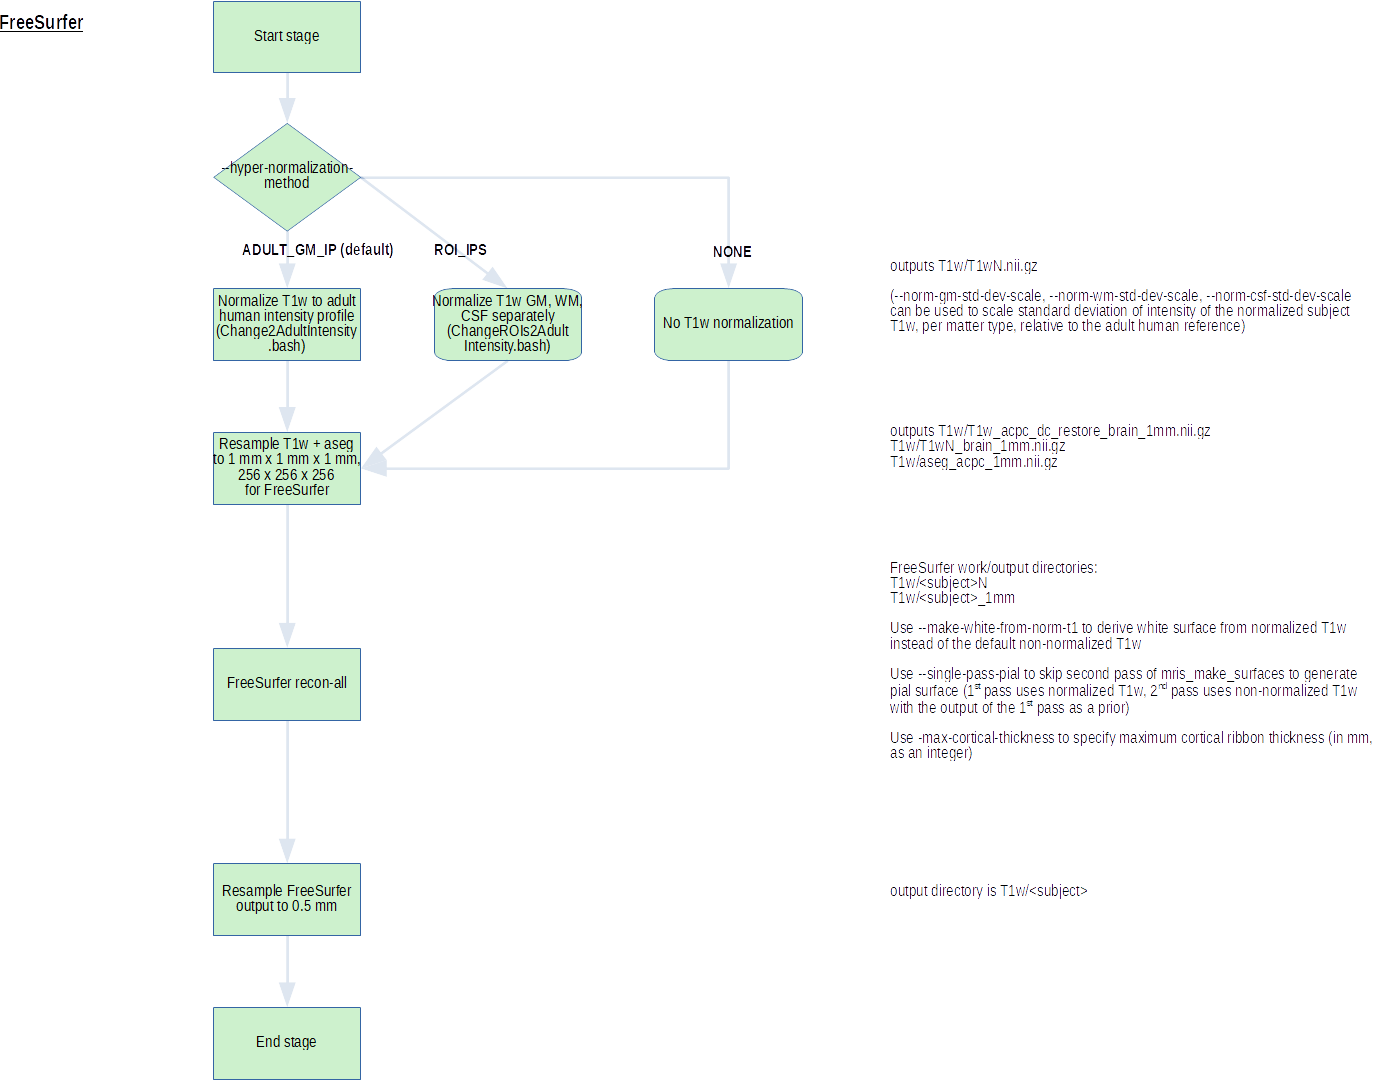 FreeSurfer
Start stage
--hyper-normalization-
method
ADULT_GM_IP (default)
ROI_IPS
NONE
Normalize T1w to adult
human intensity profile
(Change2AdultIntensity
.bash)
Normalize T1w GM, WM,
CSF separately
(ChangeROIs2Adult
Intensity.bash)
No T1w normalization
outputs T1w/T1wN.nii.gz
(--norm-gm-std-dev-scale, --norm-wm-std-dev-scale, --norm-csf-std-dev-scale
can be used to scale standard deviation of intensity of the normalized subject
T1w, per matter type, relative to the adult human reference)
Resample T1w + aseg
to 1 mm x 1 mm x 1 mm,
256 x 256 x 256
for FreeSurfer
outputs T1w/T1w_acpc_dc_restore_brain_1mm.nii.gz
T1w/T1wN_brain_1mm.nii.gz
T1w/aseg_acpc_1mm.nii.gz
FreeSurfer recon-all
FreeSurfer work/output directories:
T1w/<subject>N
T1w/<subject>_1mm
Use --make-white-from-norm-t1 to derive white surface from normalized T1w
instead of the default non-normalized T1w
Use --single-pass-pial to skip second pass of mris_make_surfaces to generate
pial surface (1st pass uses normalized T1w, 2nd pass uses non-normalized T1w
with the output of the 1st pass as a prior)
Use -max-cortical-thickness to specify maximum cortical ribbon thickness (in mm,
as an integer)
Resample FreeSurfer
output to 0.5 mm
output directory is T1w/<subject>
End stage